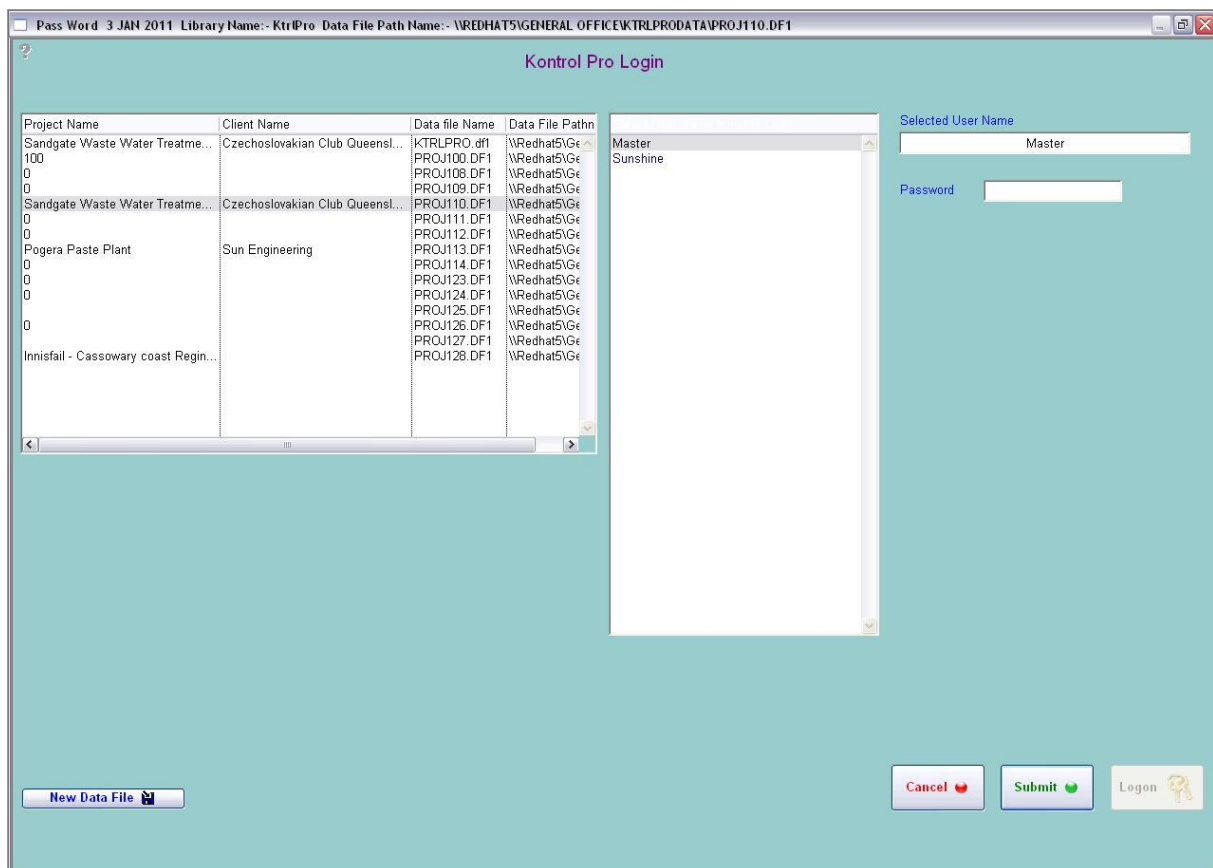 Pass Word 3 JAN 2011 Library Name:- KtrlPro Data File Path Name:- \\REDHAT5\GENERAL OFFICE\KTRLPRODATA\PROJ110.DF1
?
Kontrol Pro Login
Project Name Client Name Data file Name Data File Pathn
Sandgate Waste Water Treatme... Czechoslovakian Club Queensl... KTRLPRO.df1 \\Redhat5\Ge
100 PROJ100.DF1 \\Redhat5\Ge
0 PROJ108.DF1 \\Redhat5\Ge
0 PROJ109.DF1 \\Redhat5\Ge
Sandgate Waste Water Treatme... Czechoslovakian Club Queensl... PROJ110.DF1 \\Redhat5\Ge
0 PROJ111.DF1 \\Redhat5\Ge
0 PROJ112.DF1 \\Redhat5\Ge
Pogera Paste Plant Sun Engineering PROJ113.DF1 \\Redhat5\Ge
0 PROJ114.DF1 \\Redhat5\Ge
0 PROJ123.DF1 \\Redhat5\Ge
0 PROJ124.DF1 \\Redhat5\Ge
PROJ125.DF1 \\Redhat5\Ge
0 PROJ126.DF1 \\Redhat5\Ge
PROJ127.DF1 \\Redhat5\Ge
Innisfail - Cassowary coast Regin... PROJ128.DF1 \\Redhat5\Ge
Master
Sunshine
Selected User Name
Master
Password
New Data File
Cancel
Submit
Logon